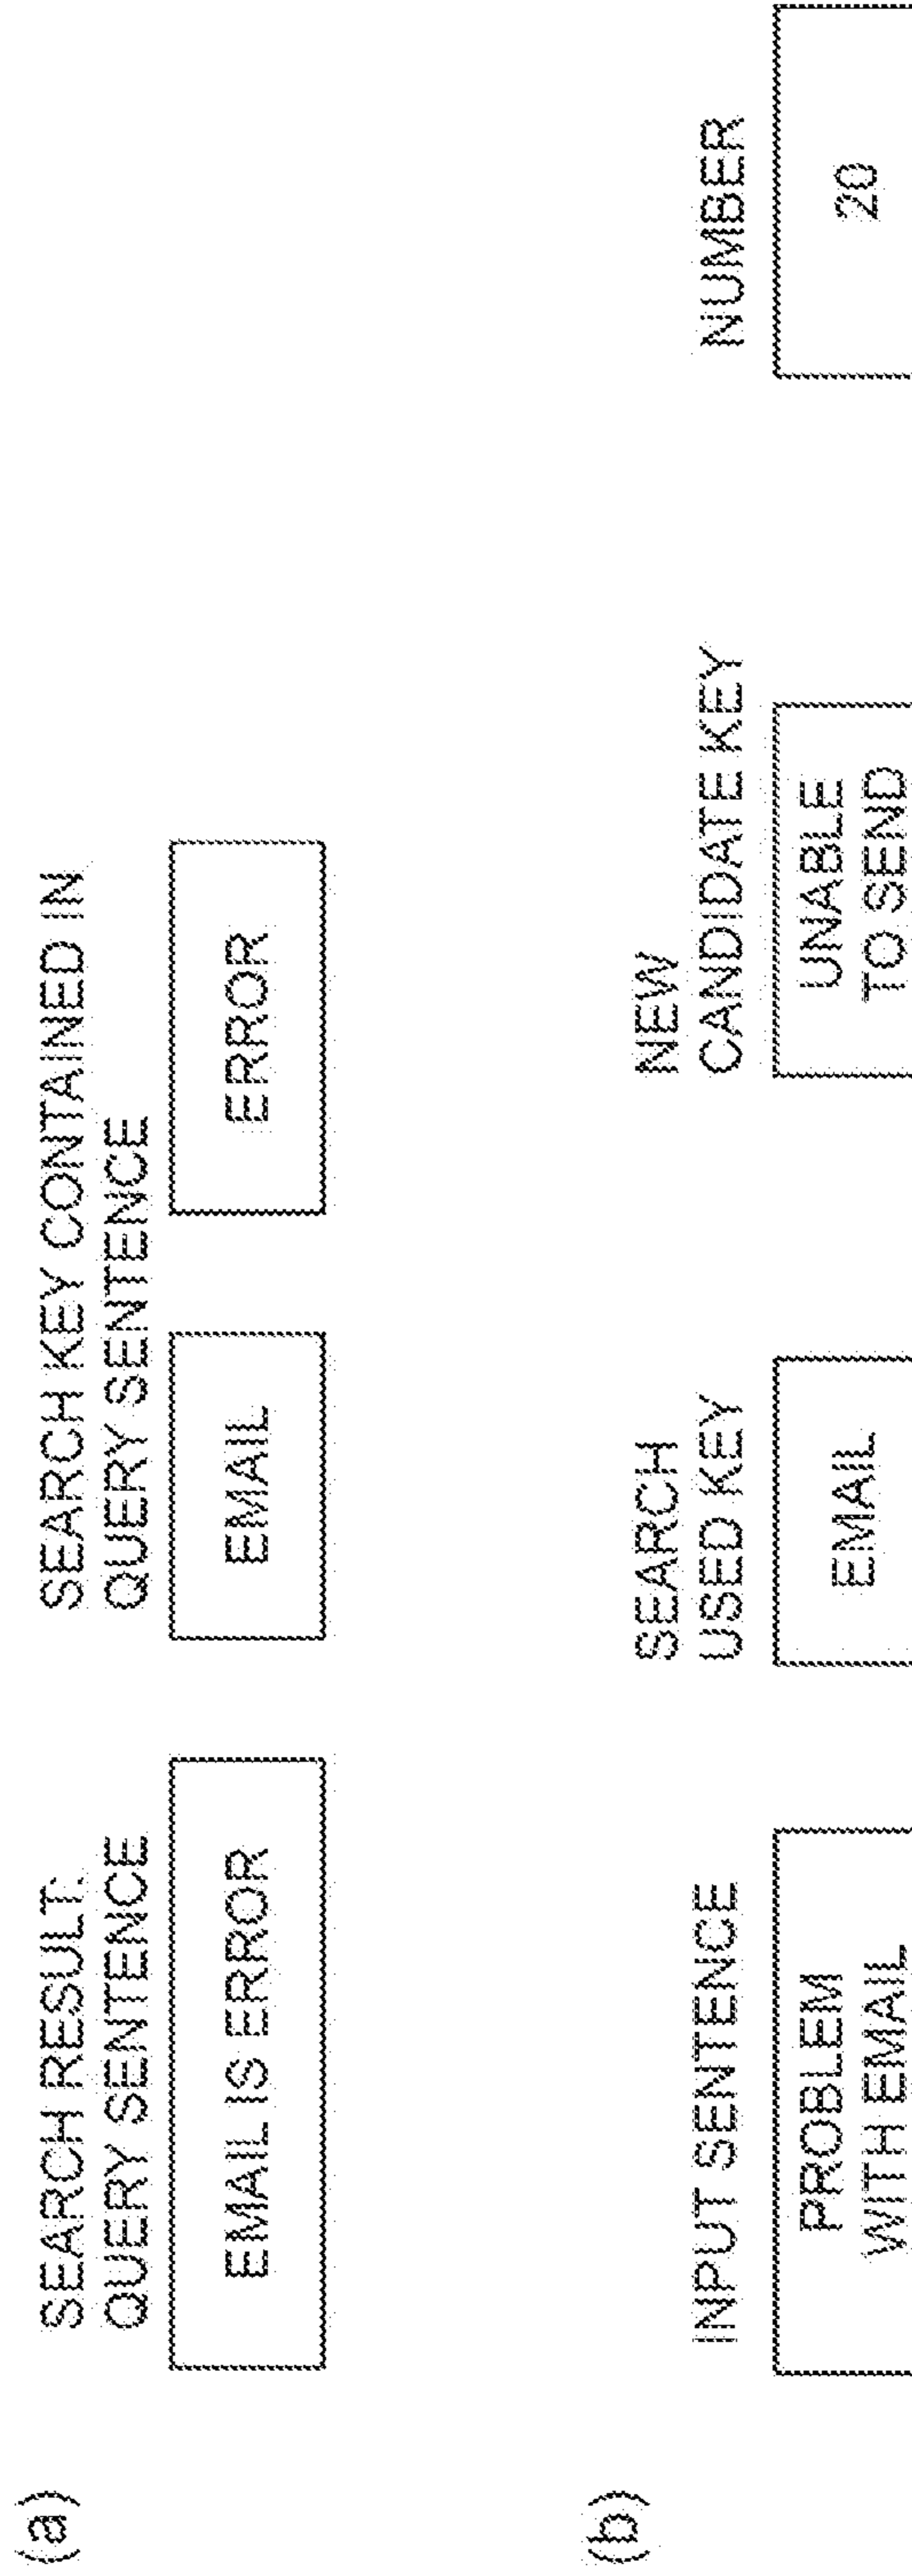 (a)
SEARCH RESULT:
QUERY SENTENCE
EMAIL IS ERROR
SEARCH KEY CONTAINED IN
QUERY SENTENCE
EMAIL
ERROR
(b)
INPUT SENTENCE
PROBLEM
WITH EMAIL
SEARCH
USED KEY
EMAIL
NEW
CANDIDATE KEY
UNABLE
TO SEND
NUMBER
20